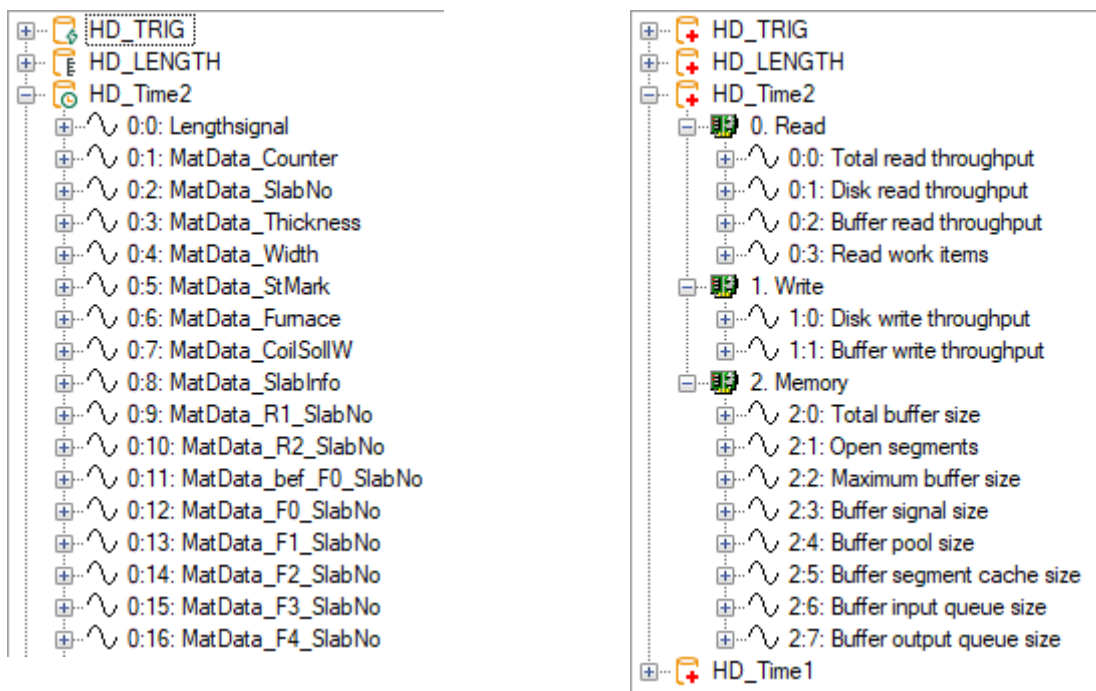 HD_TRIG
HD_LENGTH
HD_Time2
0:0: Lengthsignal
0:1: MatData_Counter
0:2: MatData_SlabNo
0:3: MatData_Thickness
0:4: MatData_Width
0:5: MatData_StMark
0:6: MatData_Furnace
0:7: MatData_CoilSollW
0:8: MatData_SlabInfo
0:9: MatData_R1_SlabNo
0:10: MatData_R2_SlabNo
0:11: MatData_bef_F0_SlabNo
0:12: MatData_F0_SlabNo
0:13: MatData_F1_SlabNo
0:14: MatData_F2_SlabNo
0:15: MatData_F3_SlabNo
0:16: MatData_F4_SlabNo
HD_TRIG
HD_LENGTH
HD_Time2
0. Read
0:0: Total read throughput
0:1: Disk read throughput
0:2: Buffer read throughput
0:3: Read work items
1. Write
1:0: Disk write throughput
1:1: Buffer write throughput
2. Memory
2:0: Total buffer size
2:1: Open segments
2:2: Maximum buffer size
2:3: Buffer signal size
2:4: Buffer pool size
2:5: Buffer segment cache size
2:6: Buffer input queue size
2:7: Buffer output queue size
HD_Time1